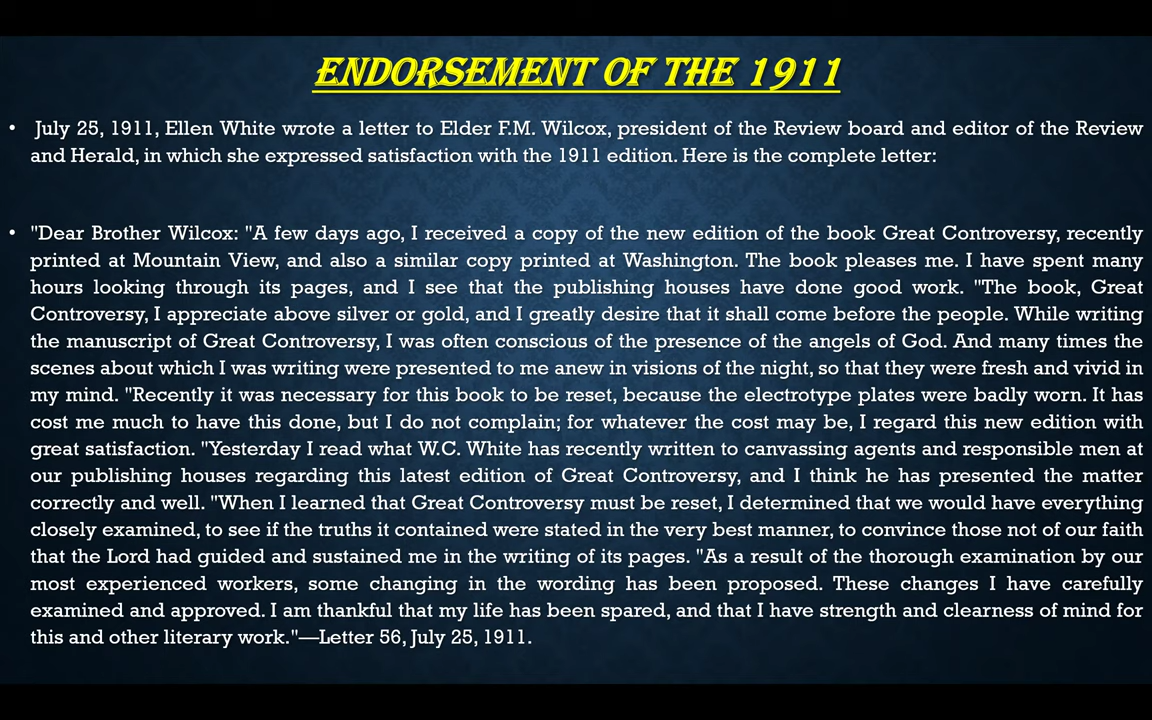 ENDORSEMENT OF THE 1911
• July 25, 1911, Ellen White wrote a letter to Elder F.M. Wilcox, president of the Review board and editor of the Review
and Herald, in which she expressed satisfaction with the 1911 edition. Here is the complete letter:
• "Dear Brother Wilcox: "A few days ago, I received a copy of the new edition of the book Great Controversy, recently
printed at Mountain View, and also a similar copy printed at Washington. The book pleases me. I have spent many
hours looking through its pages, and I see that the publishing houses have done good work. "The book, Great
Controversy, I appreciate above silver or gold, and I greatly desire that it shall come before the people. While writing
the manuscript of Great Controversy, I was often conscious of the presence of the angels of God. And many times the
scenes about which I was writing were presented to me anew in visions of the night, so that they were fresh and vivid in
my mind. "Recently it was necessary for this book to be reset, because the electrotype plates were badly worn. It has
cost me much to have this done, but I do not complain; for whatever the cost may be, I regard this new edition with
great satisfaction. "Yesterday I read what W.C. White has recently written to canvassing agents and responsible men at
our publishing houses regarding this latest edition of Great Controversy, and I think he has presented the matter
correctly and well. "When I learned that Great Controversy must be reset, I determined that we would have everything
closely examined, to see if the truths it contained were stated in the very best manner, to convince those not of our faith
that the Lord had guided and sustained me in the writing of its pages. "As a result of the thorough examination by our
most experienced workers, some changing in the wording has been proposed. These changes I have carefully
examined and approved. I am thankful that my life has been spared, and that I have strength and clearness of mind for
this and other literary work."—Letter 56, July 25, 1911.